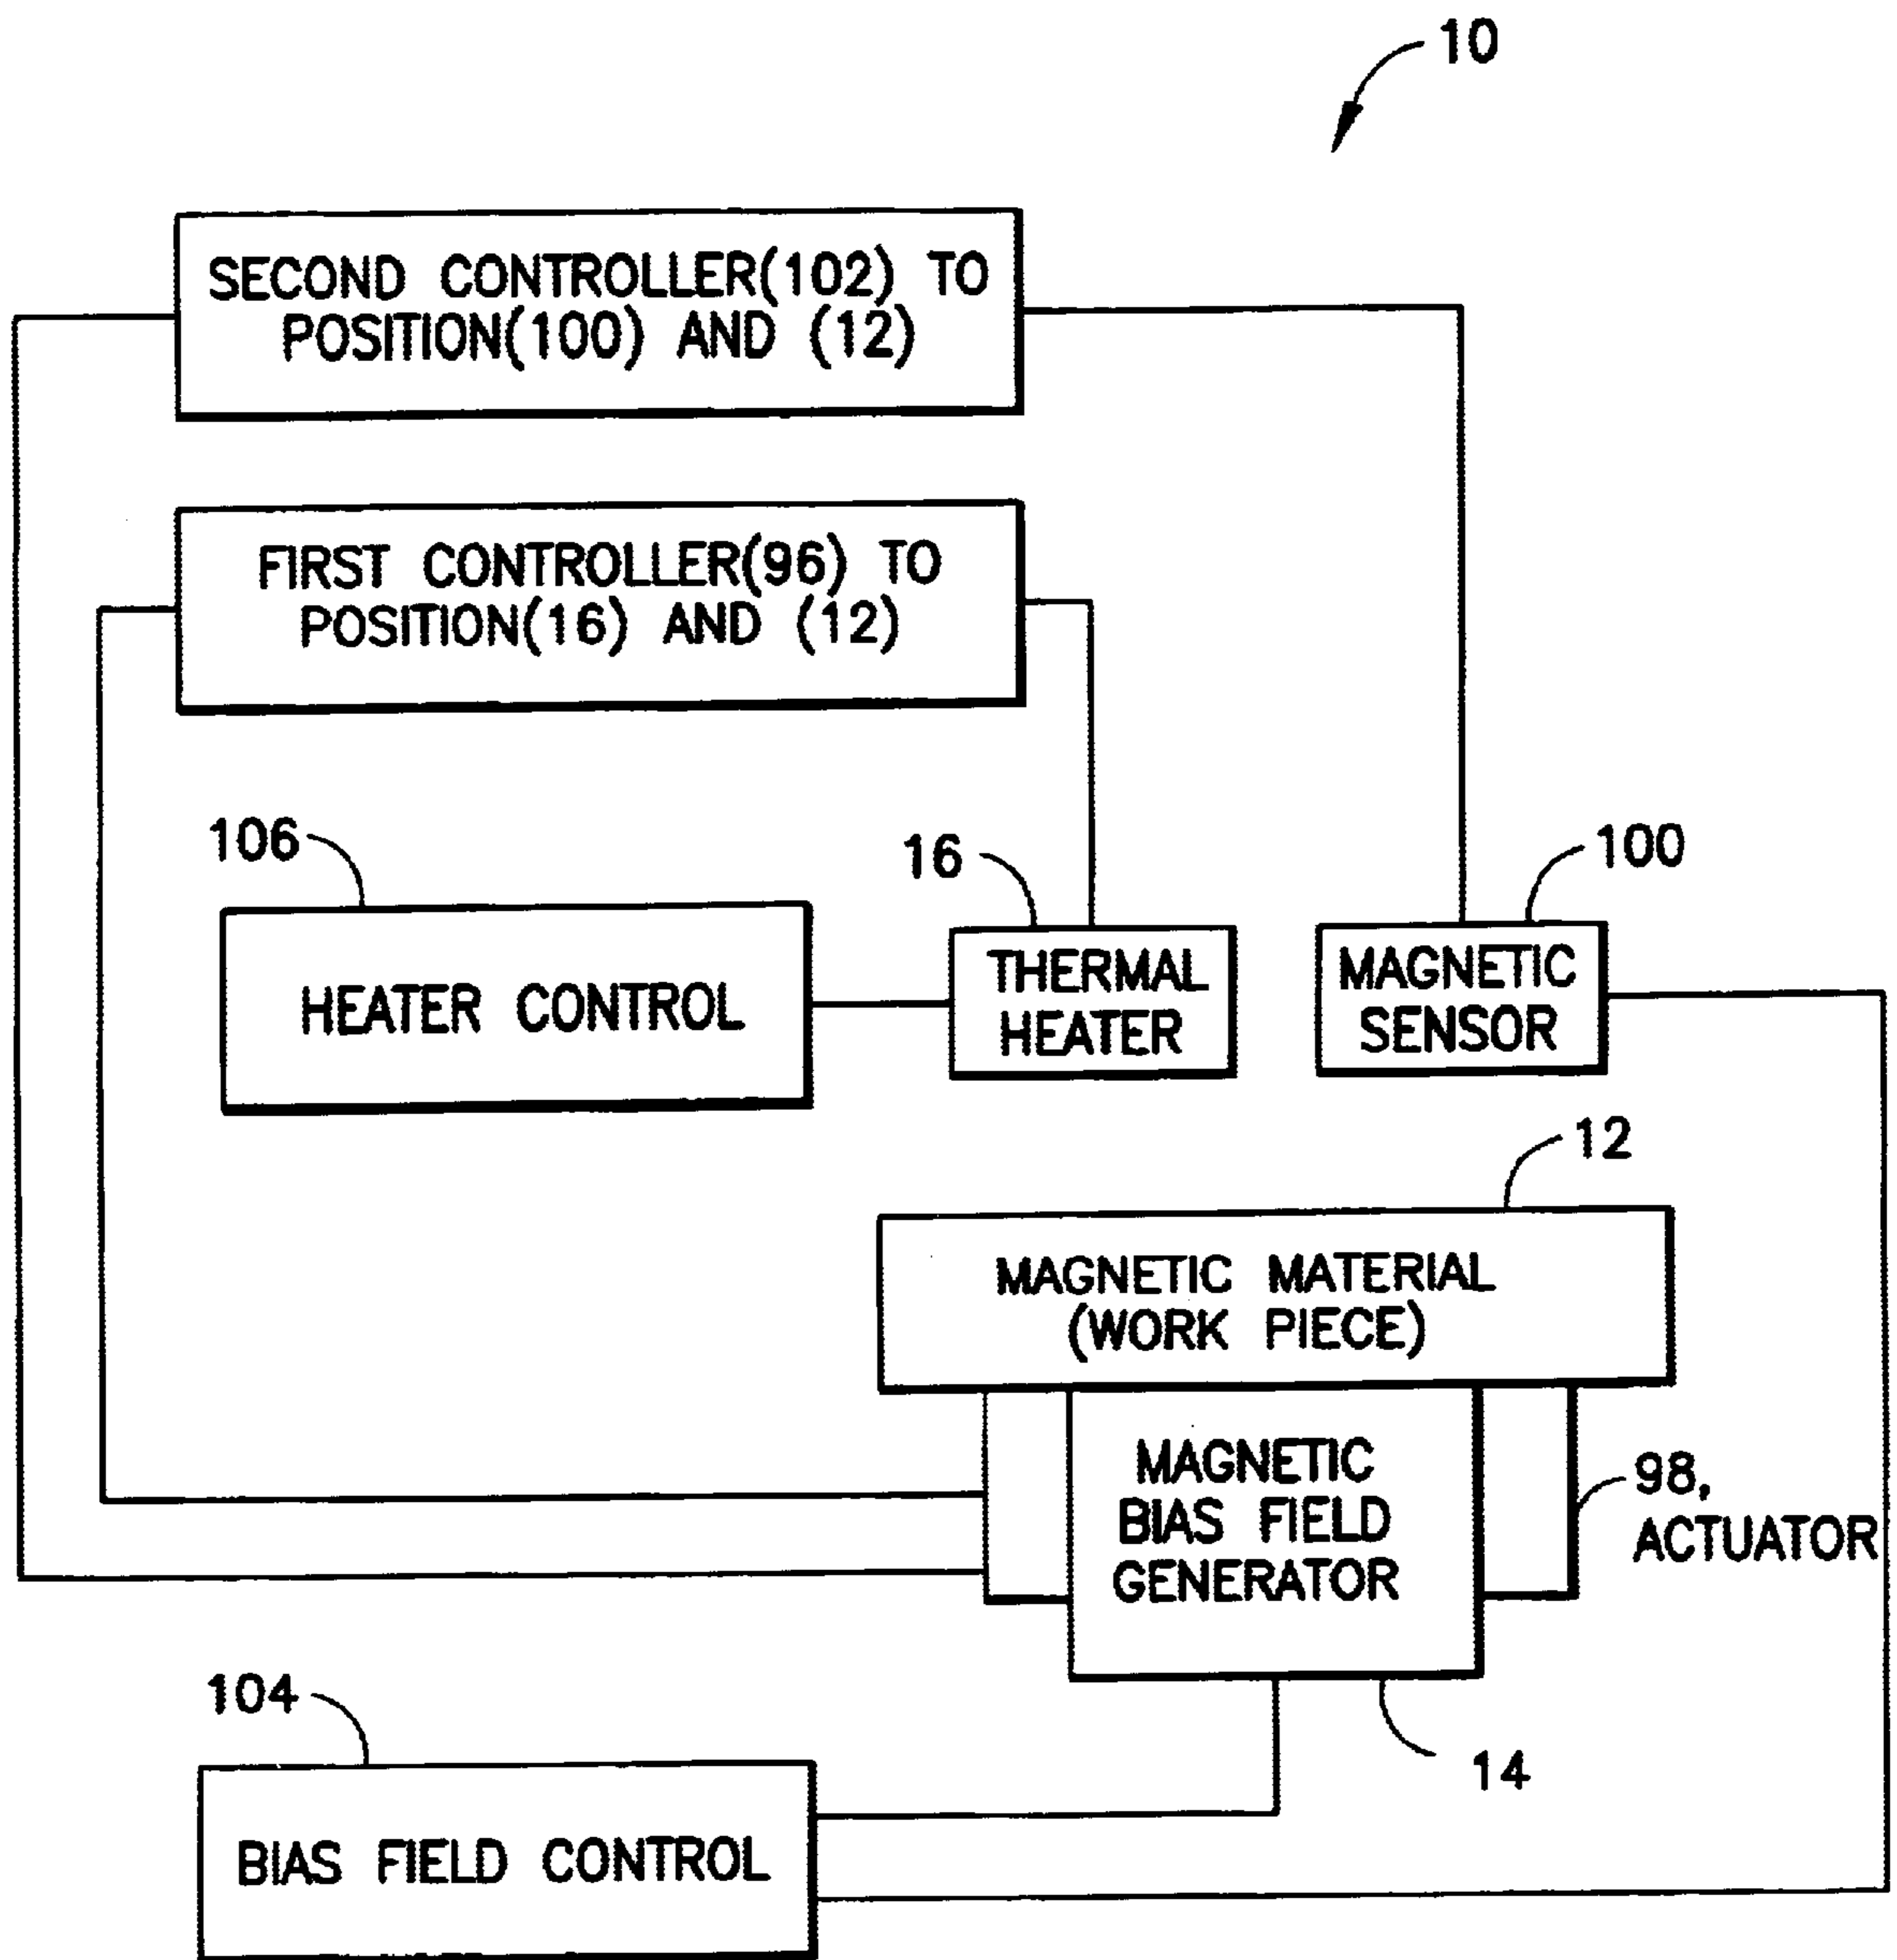 10
SECOND CONTROLLER(102) TO
POSITION(100) AND (12)
FIRST CONTROLLER(96) TO
POSITION(16) AND (12)
106
16
100
HEATER CONTROL
THERMAL
HEATER
MAGNETIC
SENSOR
12
MAGNETIC MATERIAL
(WORK PIECE)
MAGNETIC
BIAS FIELD
GENERATOR
98,
ACTUATOR
104
14
BIAS FIELD CONTROL